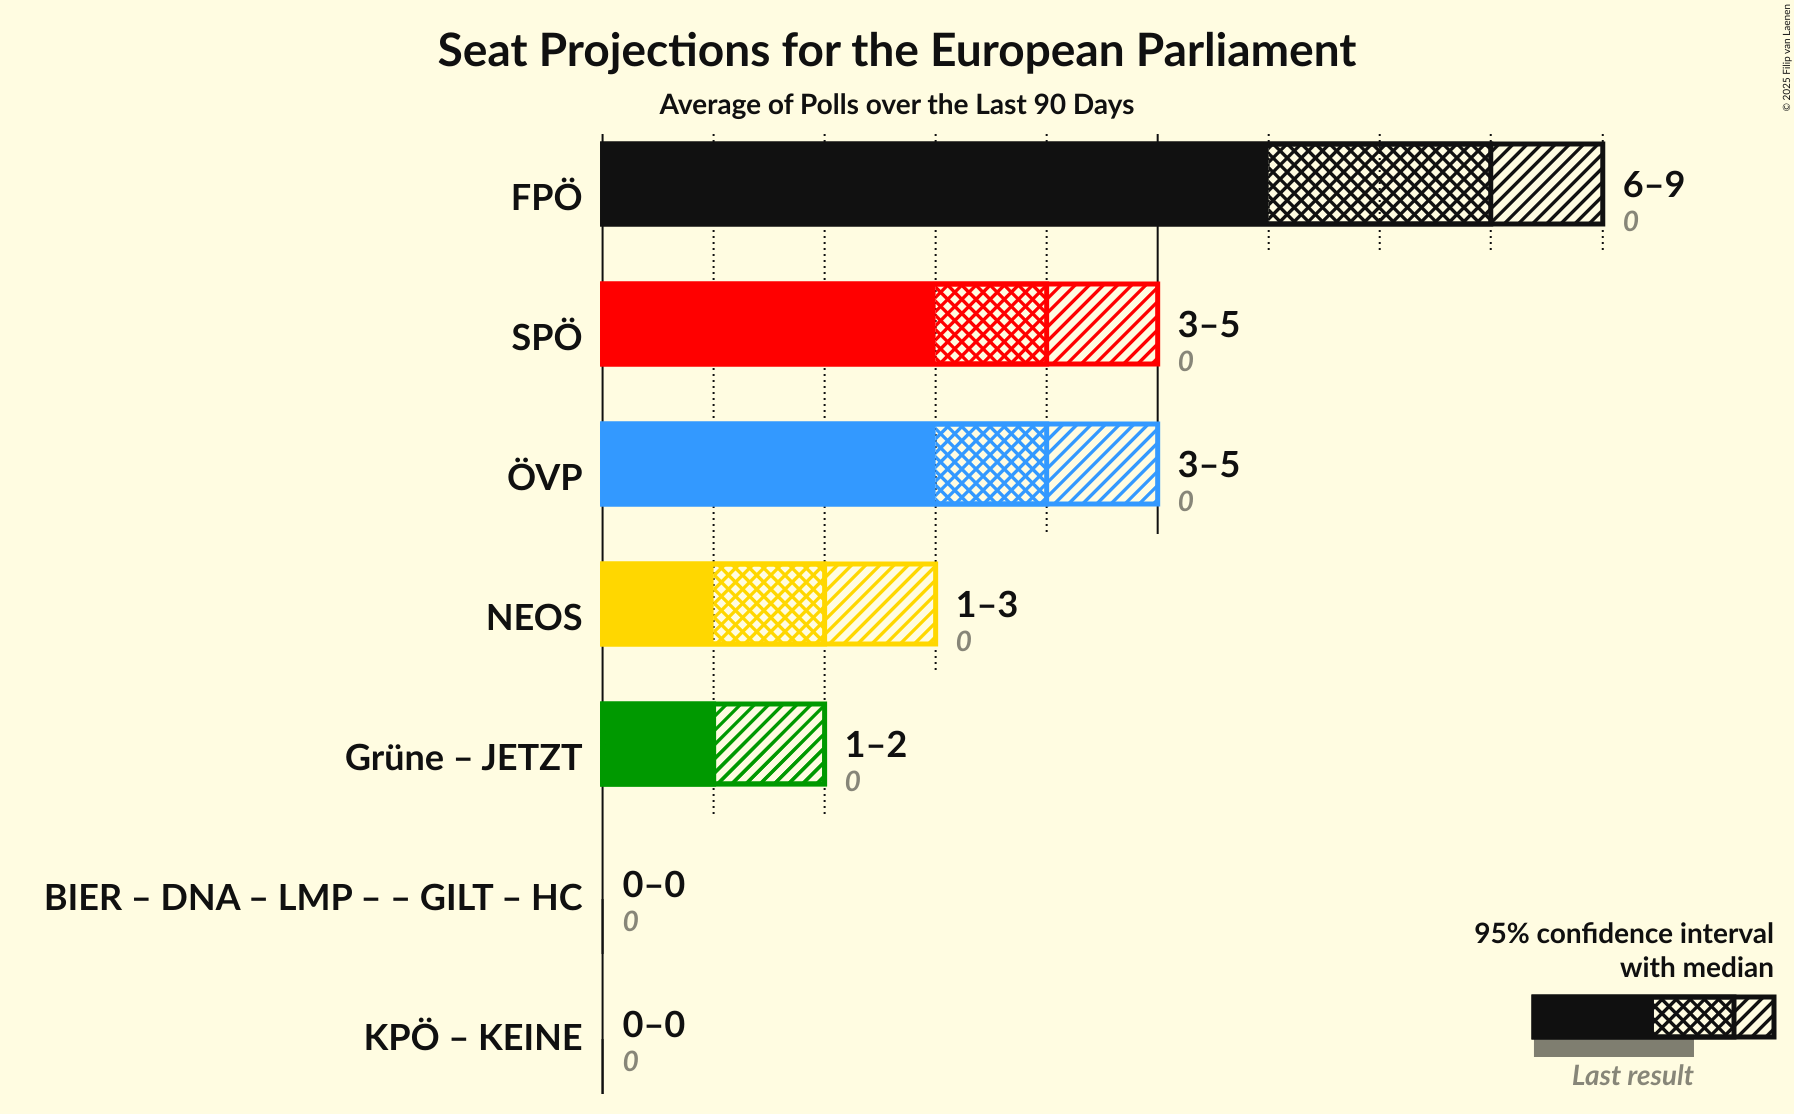 Seat Projections for the European Parliament
Average of Polls over the Last 90 Days
© 2025 Filip van Laenen
FPÖ
6–9
0
SPÖ
3–5
0
ÖVP
3–5
0
NEOS
1–3
0
Grüne – JETZT
1–2
0
BIER – DNA – LMP – – GILT – HC
0–0
0
KPÖ – KEINE
0–0
0
95% confidence interval
with median
Last result